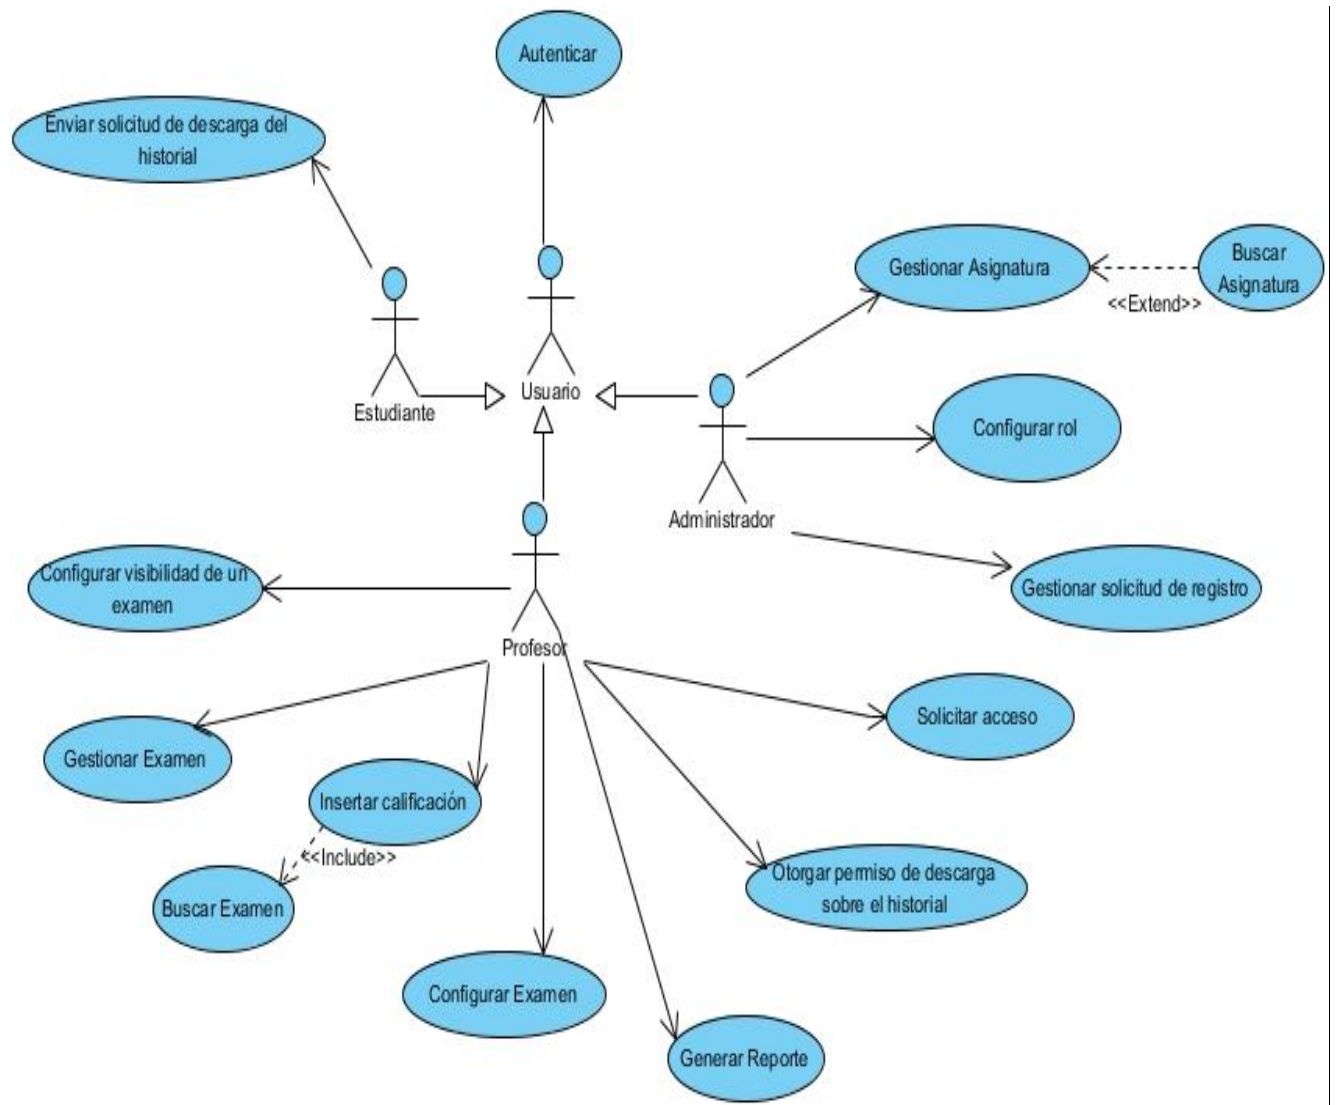 Autenticar
Enviar solicitud de descarga del
historial
Gestionar Asignatura
Buscar
Asignatura
<<Extend>>
Usuario
Estudiante
Configurar rol
Administrador
Configurar visibilidad de un
examen
Gestionar solicitud de registro
Profesor
Solicitar acceso
Gestionar Examen
Insertar calificación
<<Include>>
Otorgar permiso de descarga
sobre el historial
Buscar Examen
Configurar Examen
Generar Reporte